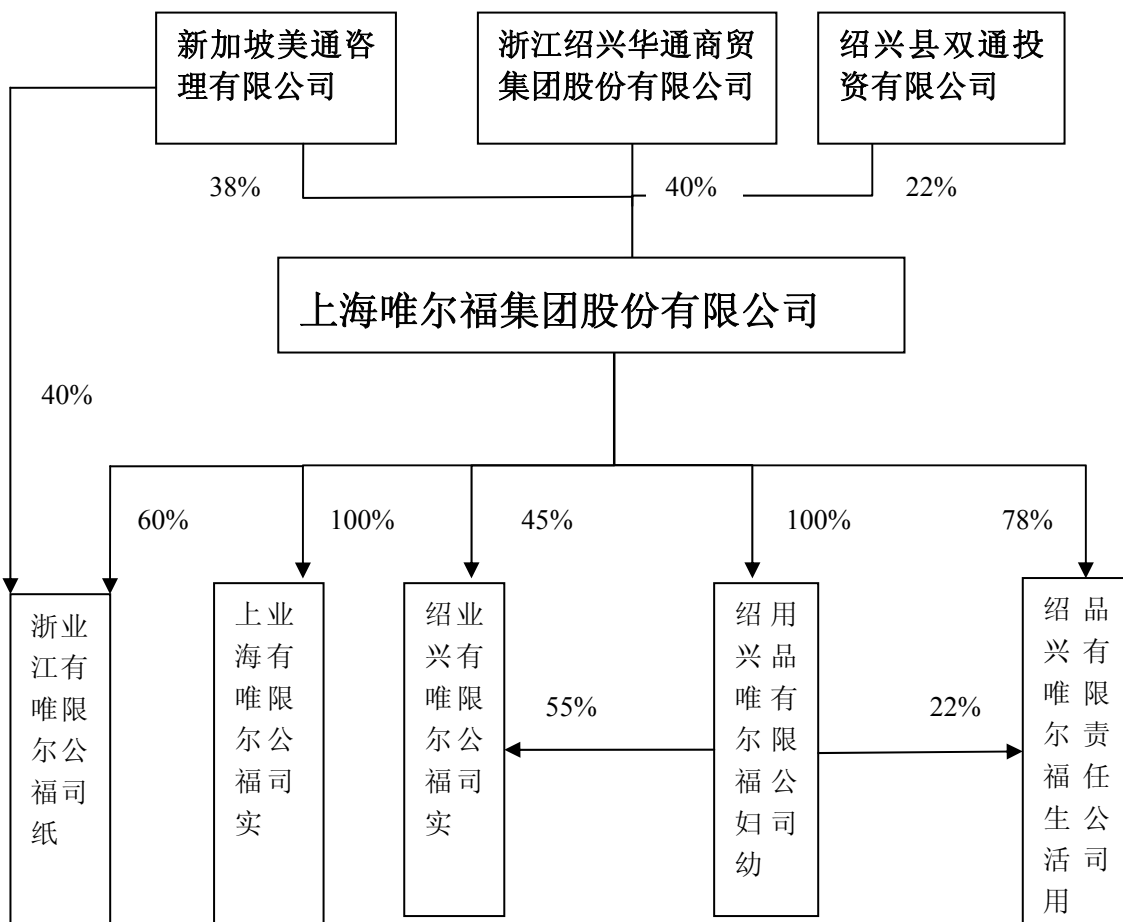 新加坡美通咨
理有限公司
浙江绍兴华通商贸
集团股份有限公司
绍兴县双通投
资有限公司
38%
40%
22%
上海唯尔福集团股份有限公司
40%
60%
100%
45%
100%
78%
浙江唯尔福纸
业有限公司
上海唯尔福实
业有限公司
绍兴唯尔福实
业有限公司
55%
绍兴唯尔福妇幼
用品有限公司
22%
绍兴唯尔福生活用
品有限责任公司